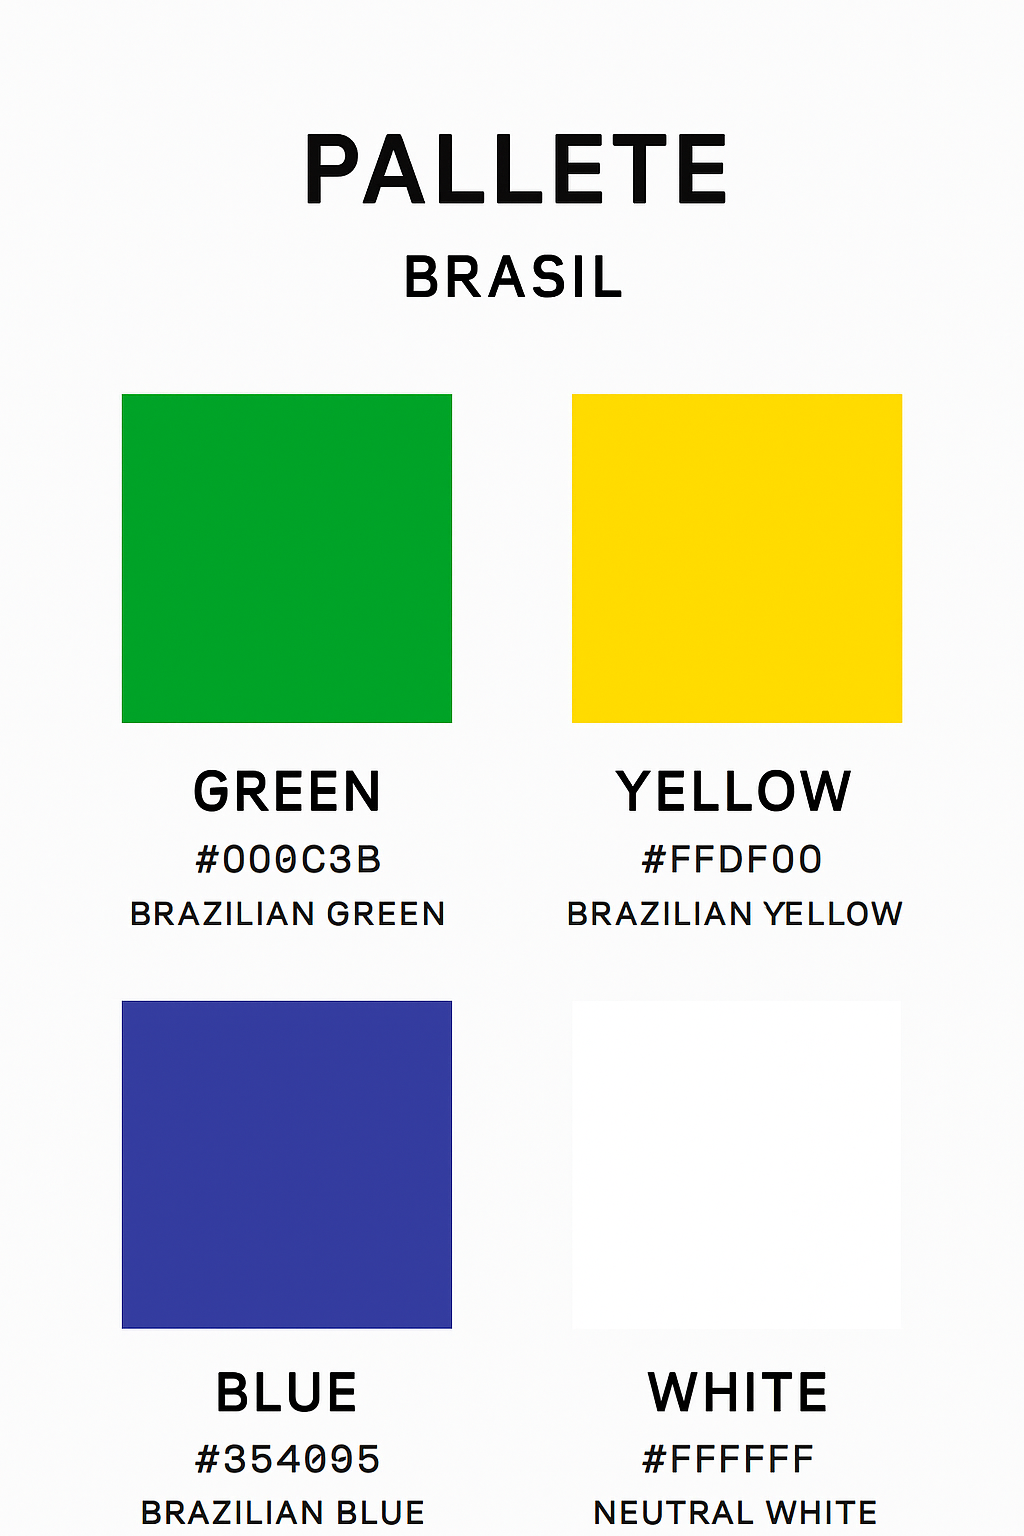 PALLETE
BRASIL
GREEN
#000C3B
BRAZILIAN GREEN
YELLOW
#FFDF00
BRAZILIAN YELLOW
BLUE
#354095
BRAZILIAN BLUE
WHITE
#FFFFFF
NEUTRAL WHITE